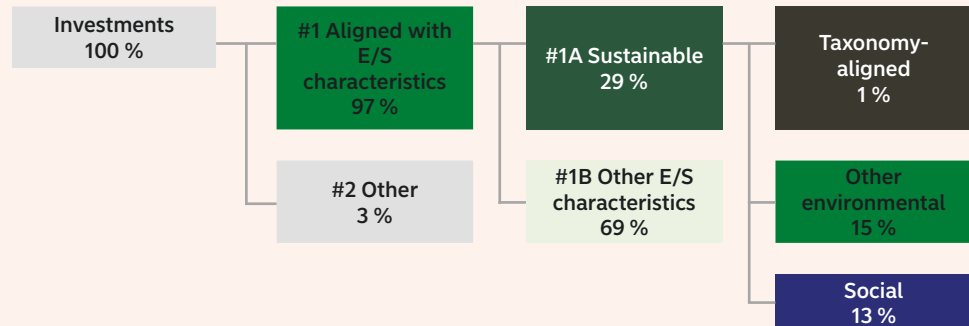 Investments
100 %
#1 Aligned with
E/S
characteristics
97 %
#2 Other
3 %
#1A Sustainable
29 %
#1B Other E/S
characteristics
69 %
Taxonomy-
aligned
1 %
Other
environmental
15 %
Social
13 %